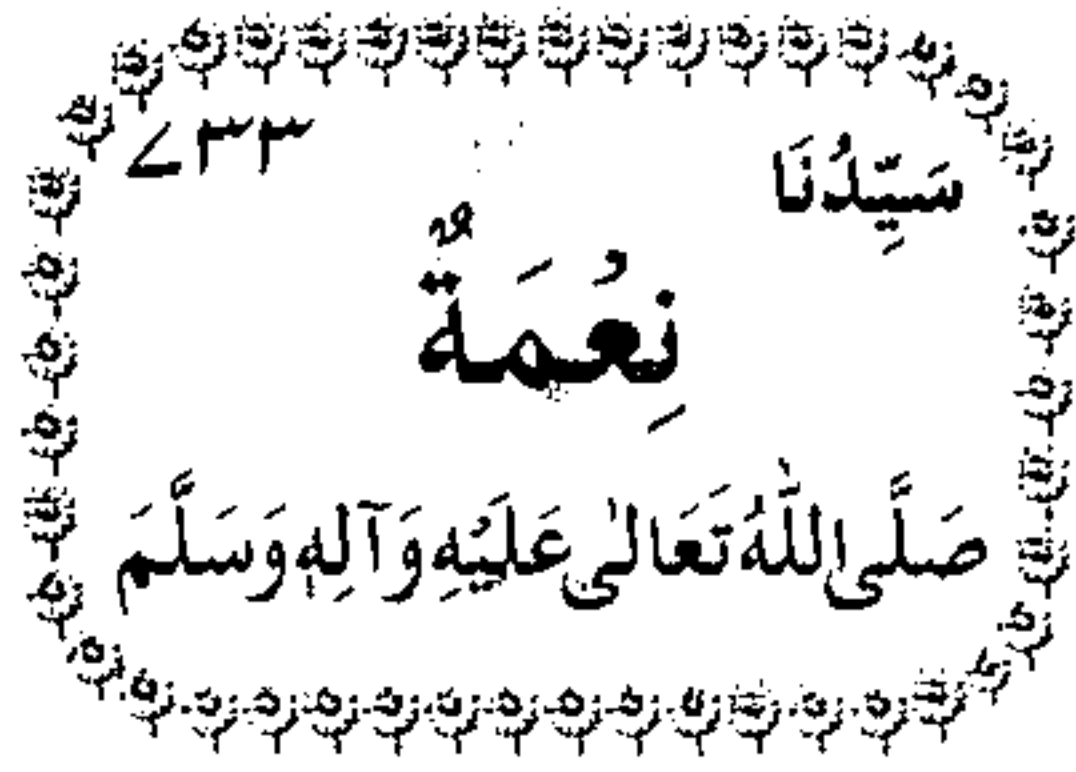 سَيِّدُنَا ۷۳۳
نِعْمَةٌ
صَلَّى اللّٰهُ تَعَالٰى عَلَيْهِ وَآلِهٖ وَسَلَّمَ